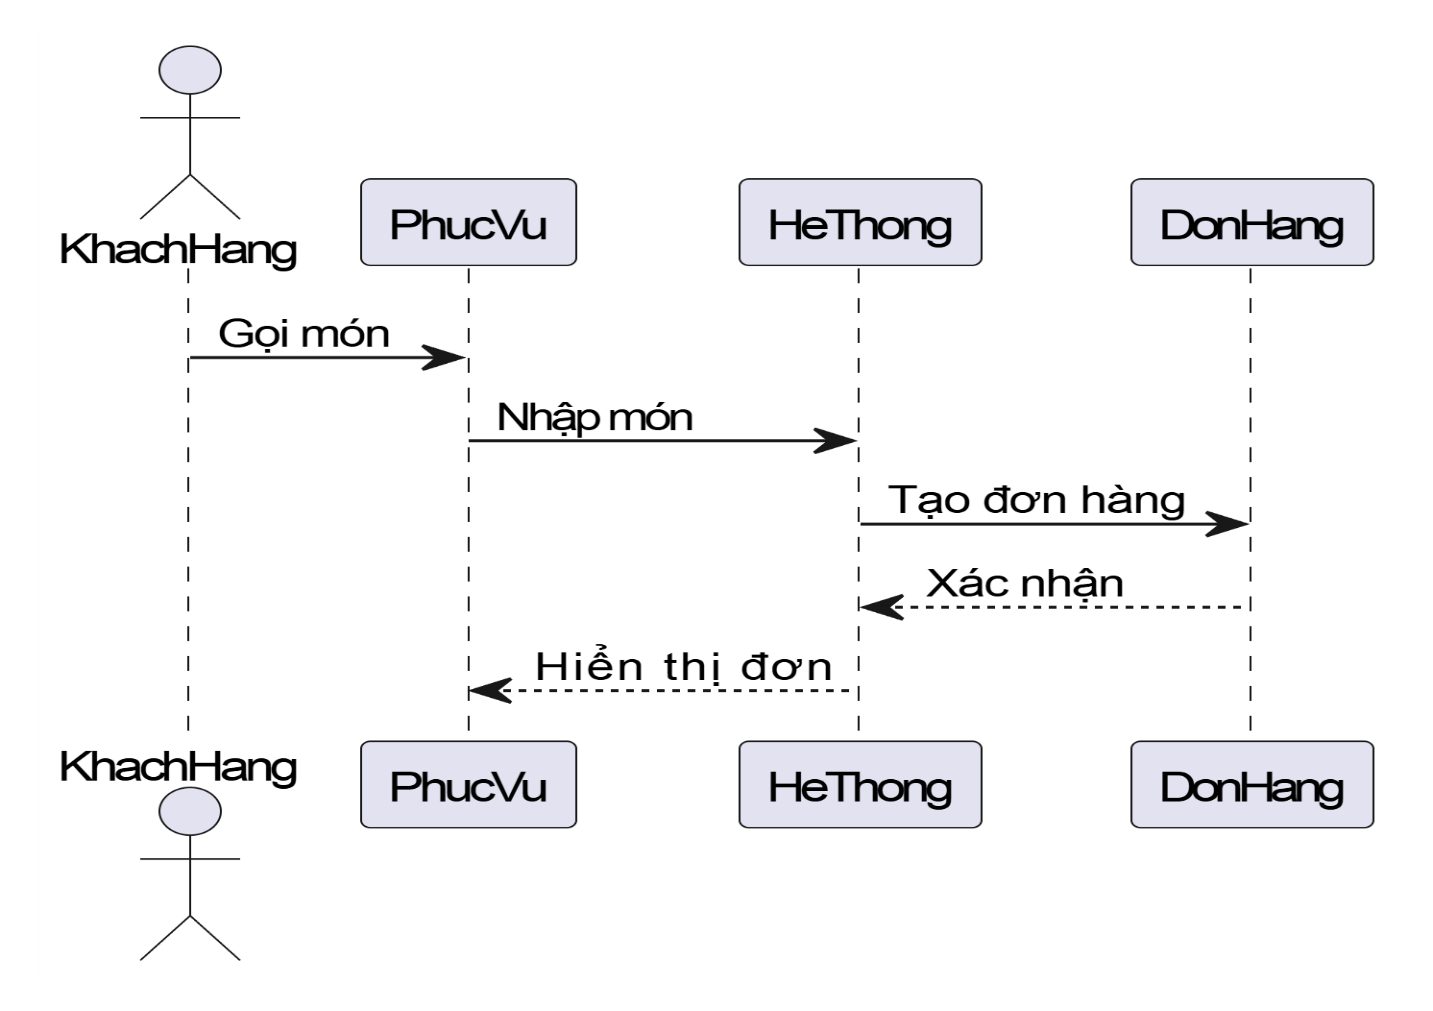 KhachHang
PhucVu
HeThong
DonHang
Gọi món
Nhập món
Tạo đơn hàng
Xác nhận
Hiển thị đơn
KhachHang
PhucVu
HeThong
DonHang